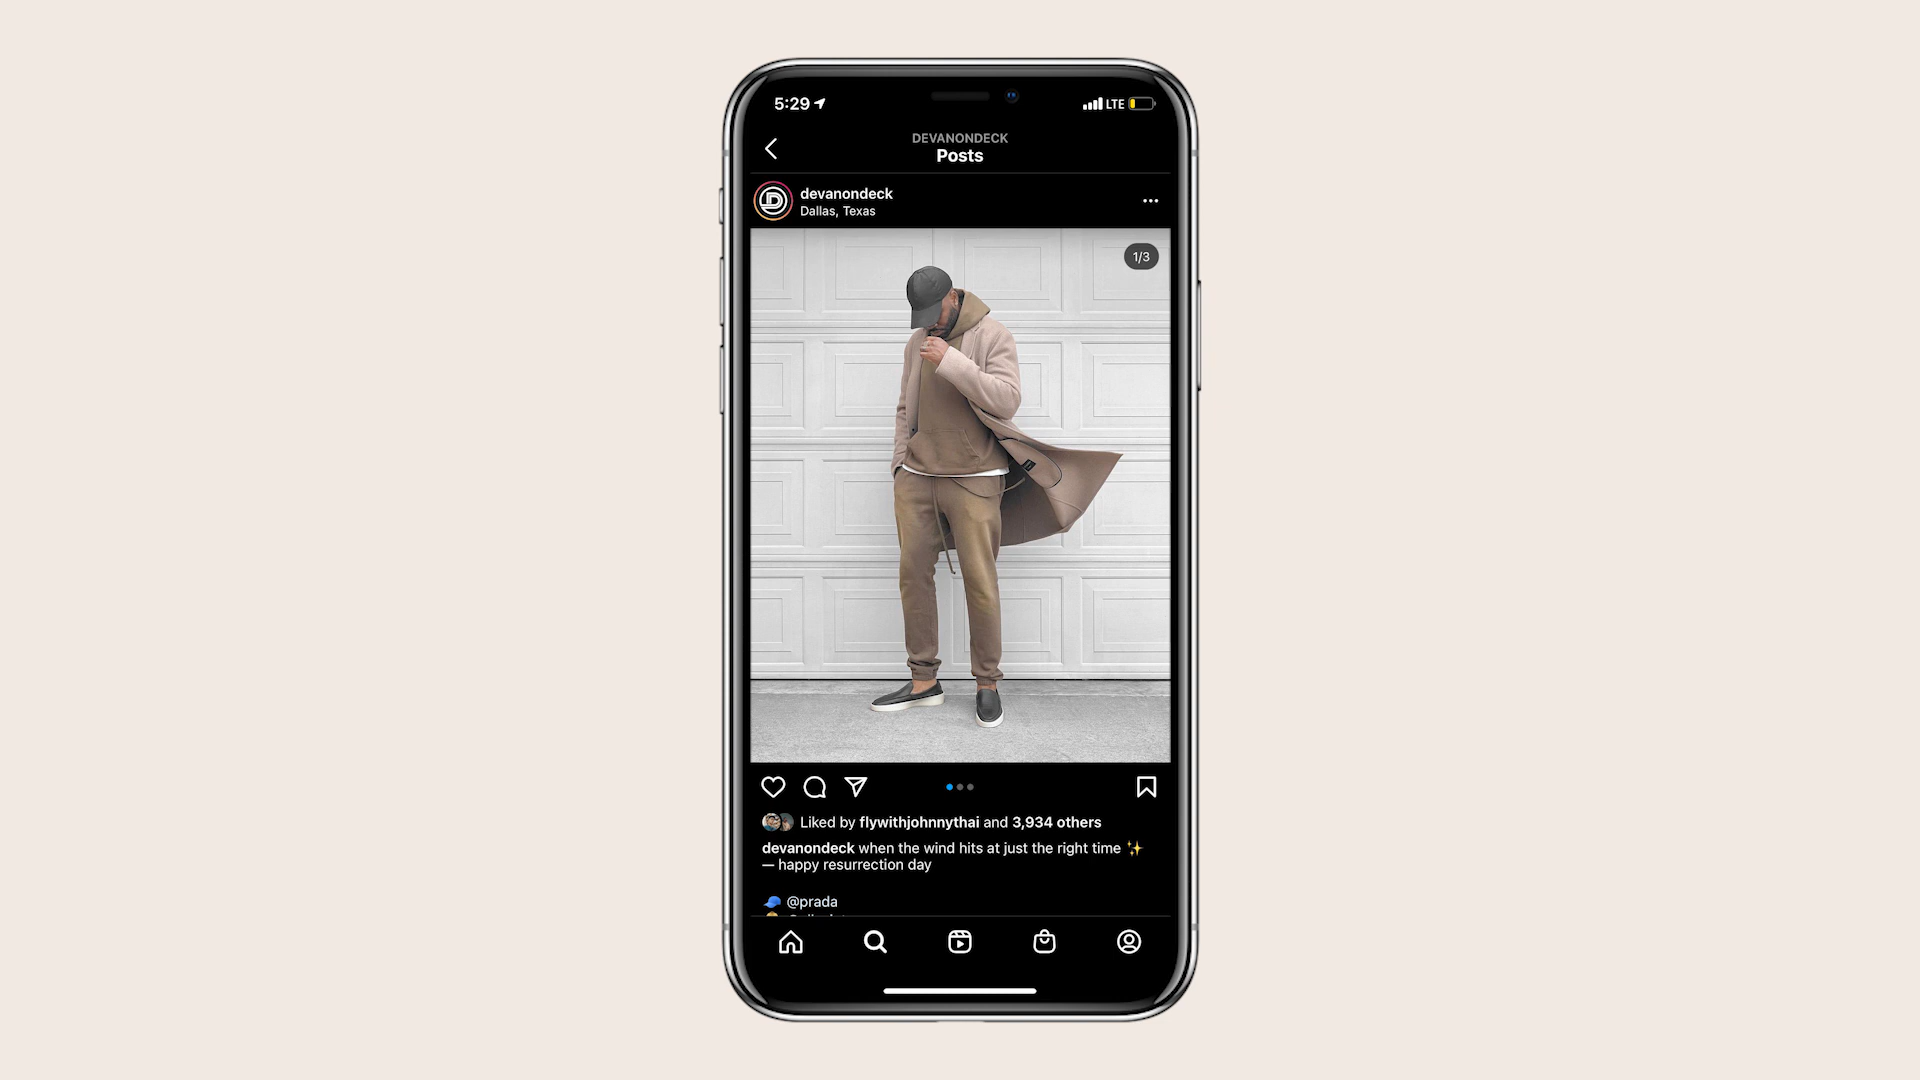 5:29
LTE
DEVANONDECK
Posts
devanondeck
Dallas, Texas
1/3
Liked by flywithjohnnythai and 3,934 others
devanondeck when the wind hits at just the right time ✨
— happy resurrection day
🧢 @prada